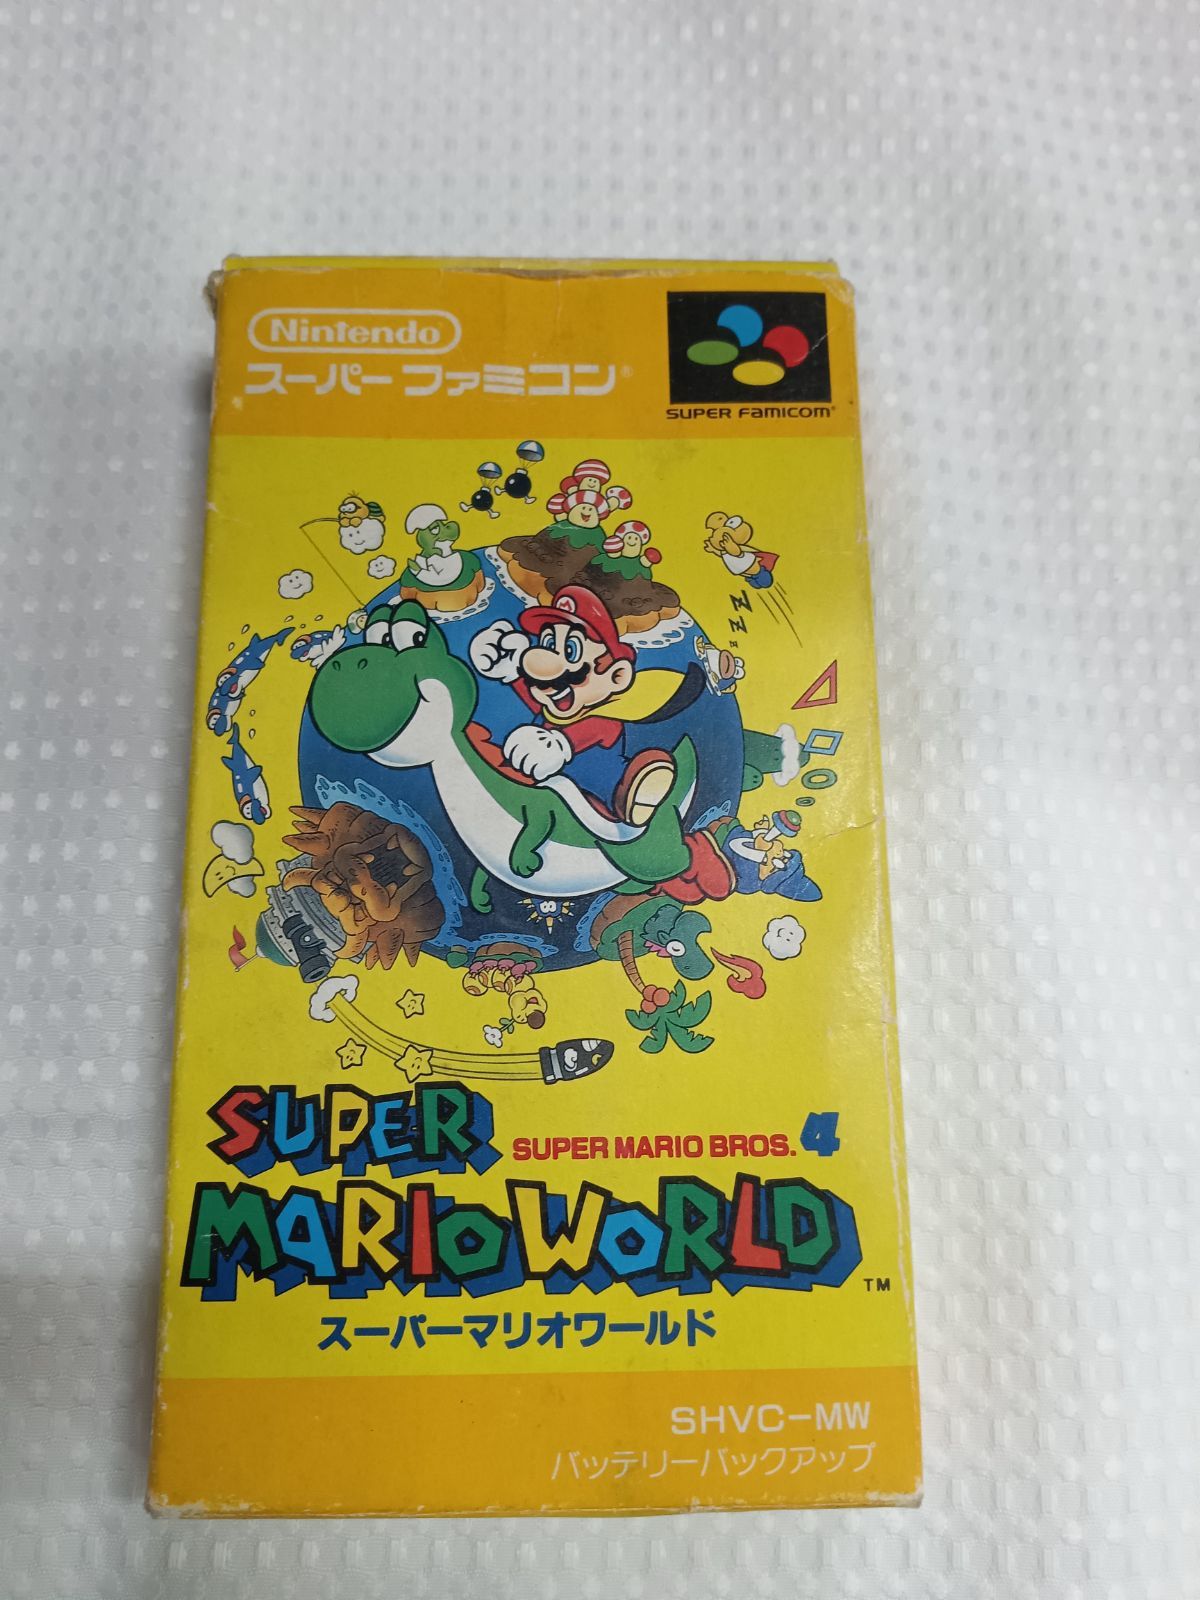 Nintendo
スーパーファミコン®
SUPER FAMICOM®
M
Z
Z
Z
SUPER
SUPER MARIO BROS. 4
MARIO WORLD™
スーパーマリオワールド
SHVC-MW
バッテリーバックアップ